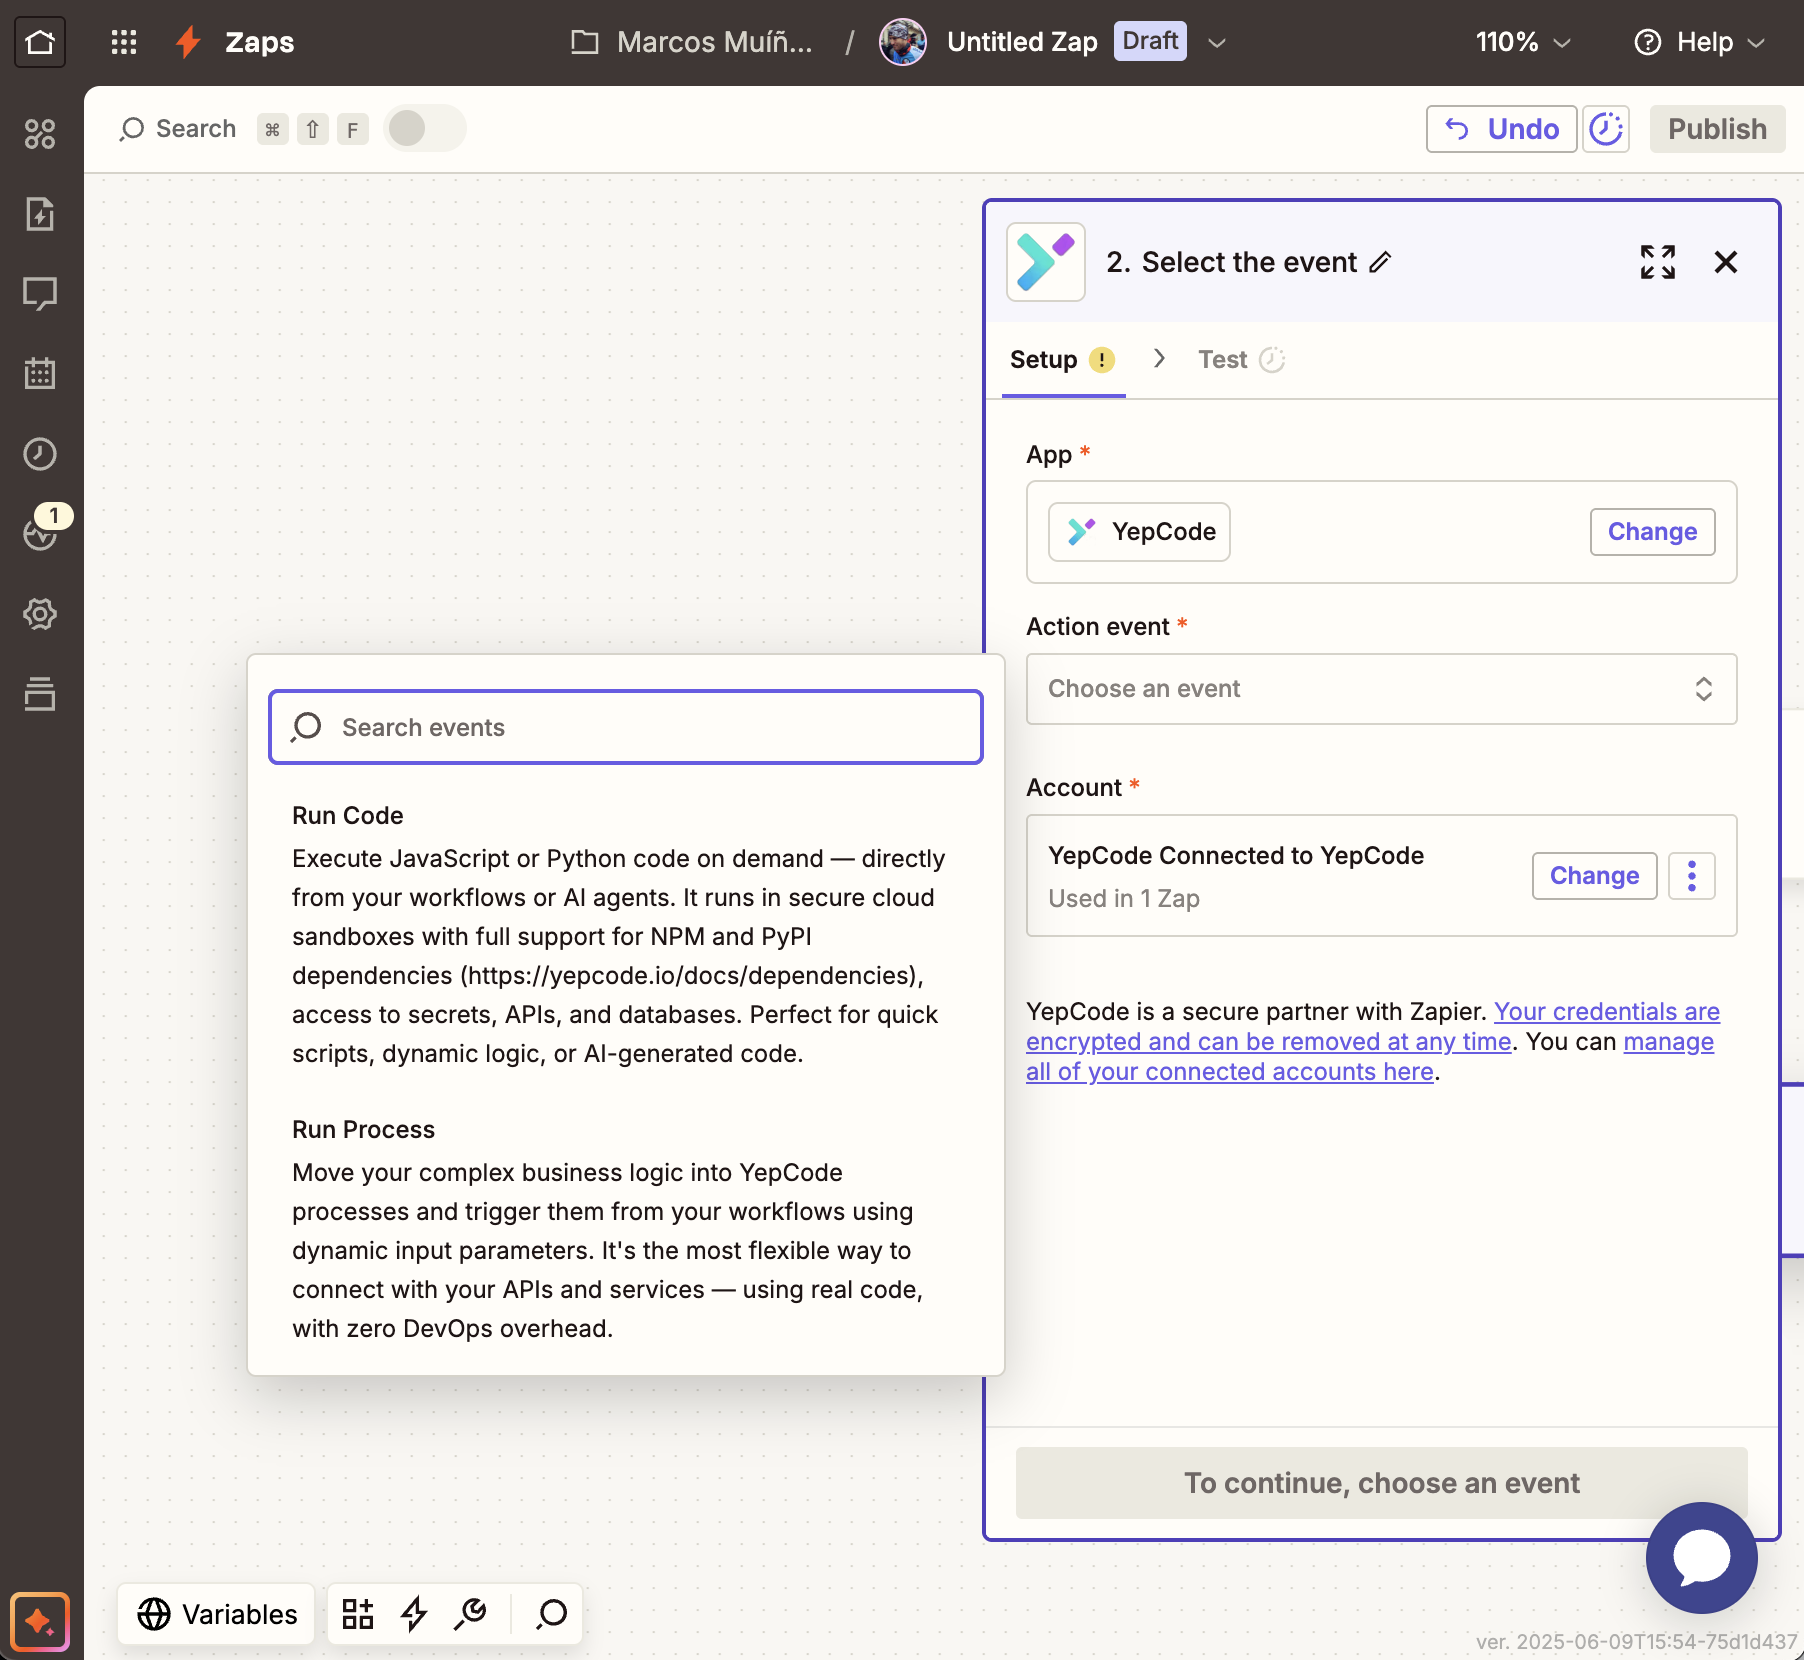 Zaps
Marcos Muíñ... / Untitled Zap Draft
110%
Help
Search ⌘ ⇧ F
Undo
Publish
1
2. Select the event
Setup !
Test
App *
YepCode
Change
Action event *
Choose an event
Search events
Run Code
Execute JavaScript or Python code on demand — directly
from your workflows or AI agents. It runs in secure cloud
sandboxes with full support for NPM and PyPI
dependencies (https://yepcode.io/docs/dependencies),
access to secrets, APIs, and databases. Perfect for quick
scripts, dynamic logic, or AI-generated code.
Run Process
Move your complex business logic into YepCode
processes and trigger them from your workflows using
dynamic input parameters. It's the most flexible way to
connect with your APIs and services — using real code,
with zero DevOps overhead.
Account *
YepCode Connected to YepCode
Used in 1 Zap
Change
YepCode is a secure partner with Zapier. Your credentials are
encrypted and can be removed at any time. You can manage
all of your connected accounts here.
To continue, choose an event
Variables
ver. 2025-06-09T15:54-75d1d437